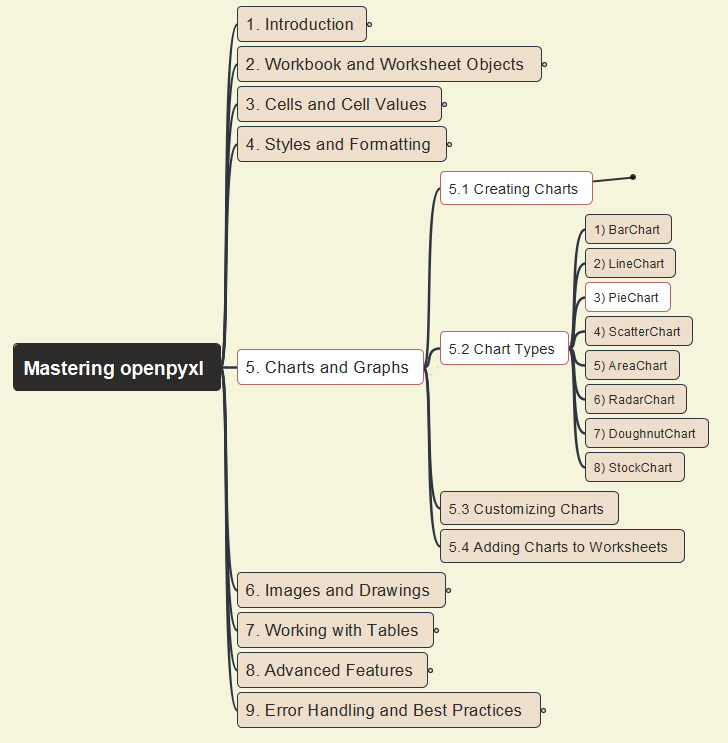 Mastering openpyxl
1. Introduction
2. Workbook and Worksheet Objects
3. Cells and Cell Values
4. Styles and Formatting
5. Charts and Graphs
5.1 Creating Charts
5.2 Chart Types
1) BarChart
2) LineChart
3) PieChart
4) ScatterChart
5) AreaChart
6) RadarChart
7) DoughnutChart
8) StockChart
5.3 Customizing Charts
5.4 Adding Charts to Worksheets
6. Images and Drawings
7. Working with Tables
8. Advanced Features
9. Error Handling and Best Practices